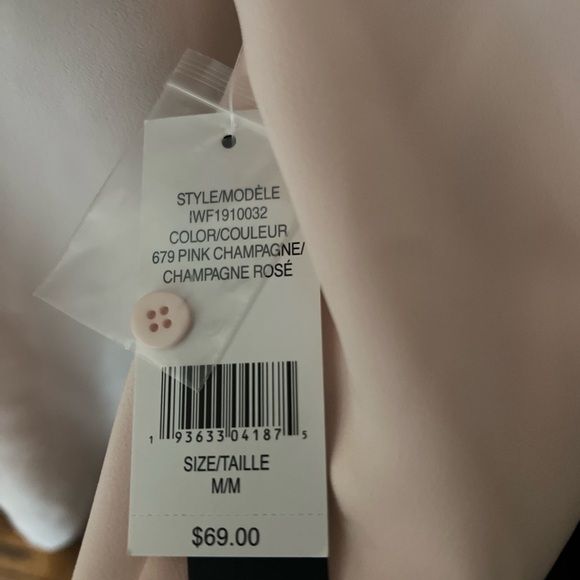 STYLE/MODÈLE
IWF1910032
COLOR/COULEUR
679 PINK CHAMPAGNE/
CHAMPAGNE ROSÉ
1 93633 04187 5
SIZE/TAILLE
M/M
$69.00